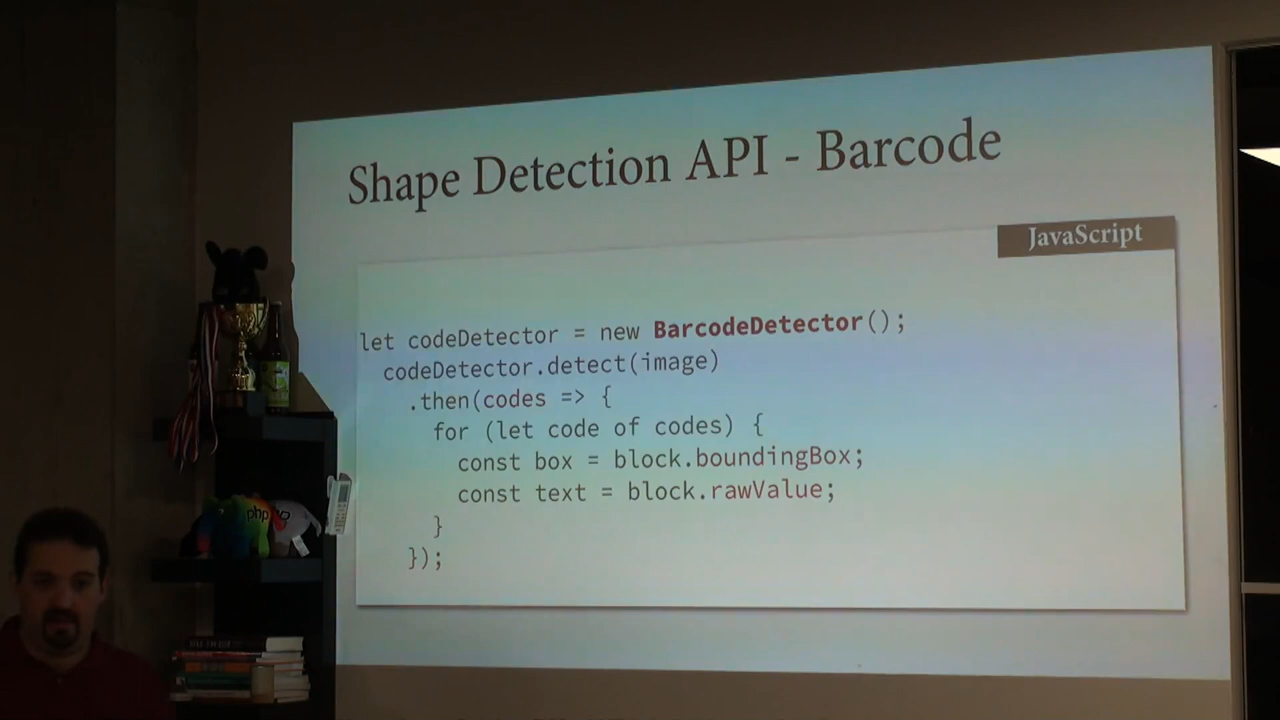 Shape Detection API - Barcode
JavaScript
let codeDetector = new BarcodeDetector();
codeDetector.detect(image)
.then(codes => {
for (let code of codes) {
const box = block.boundingBox;
const text = block.rawValue;
}
});
php